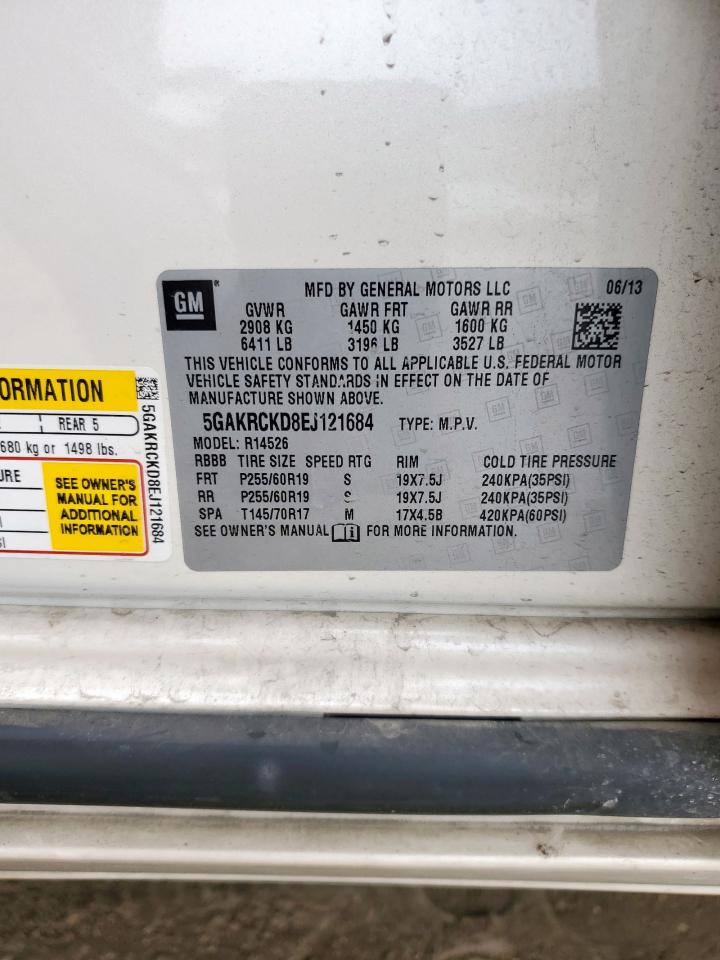 GM
MFD BY GENERAL MOTORS LLC 06/13
GVWR GAWR FRT GAWR RR
2908 KG 1450 KG 1600 KG
6411 LB 3196 LB 3527 LB
THIS VEHICLE CONFORMS TO ALL APPLICABLE U.S. FEDERAL MOTOR
VEHICLE SAFETY STANDARDS IN EFFECT ON THE DATE OF
MANUFACTURE SHOWN ABOVE.
5GAKRCKD8EJ121684 TYPE: M.P.V.
MODEL: R14526
RBBB TIRE SIZE SPEED RTG RIM COLD TIRE PRESSURE
FRT P255/60R19 S 19X7.5J 240KPA(35PSI)
RR P255/60R19 S 19X7.5J 240KPA(35PSI)
SPA T145/70R17 M 17X4.5B 420KPA(60PSI)
SEE OWNER'S MANUAL FOR MORE INFORMATION.
ORMATION
REAR 5
680 kg or 1498 lbs.
URE
SEE OWNER'S
MANUAL FOR
ADDITIONAL
INFORMATION
5GAKRCKD8EJ121684